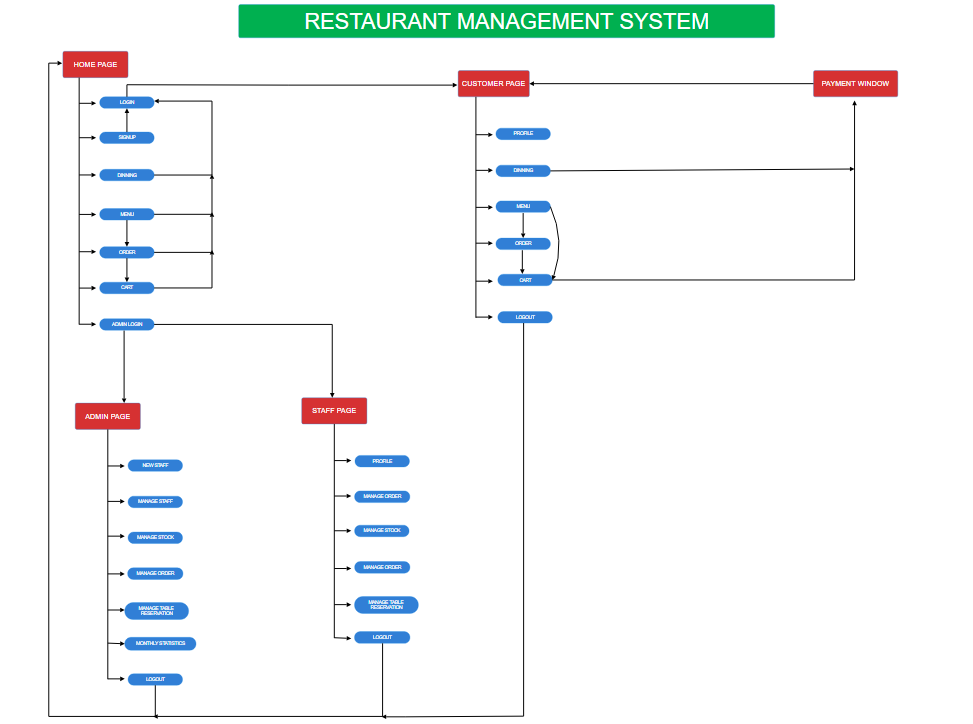 RESTAURANT MANAGEMENT SYSTEM
HOME PAGE
LOGIN
SIGNUP
DINNING
MENU
ORDER
CART
ADMIN LOGIN
CUSTOMER PAGE
PROFILE
DINNING
MENU
ORDER
CART
LOGOUT
PAYMENT WINDOW
ADMIN PAGE
NEW STAFF
MANAGE STAFF
MANAGE STOCK
MANAGE ORDER
MANAGE TABLE
RESERVATION
MONTHLY STATISTICS
LOGOUT
STAFF PAGE
PROFILE
MANAGE ORDER
MANAGE STOCK
MANAGE ORDER
MANAGE TABLE
RESERVATION
LOGOUT